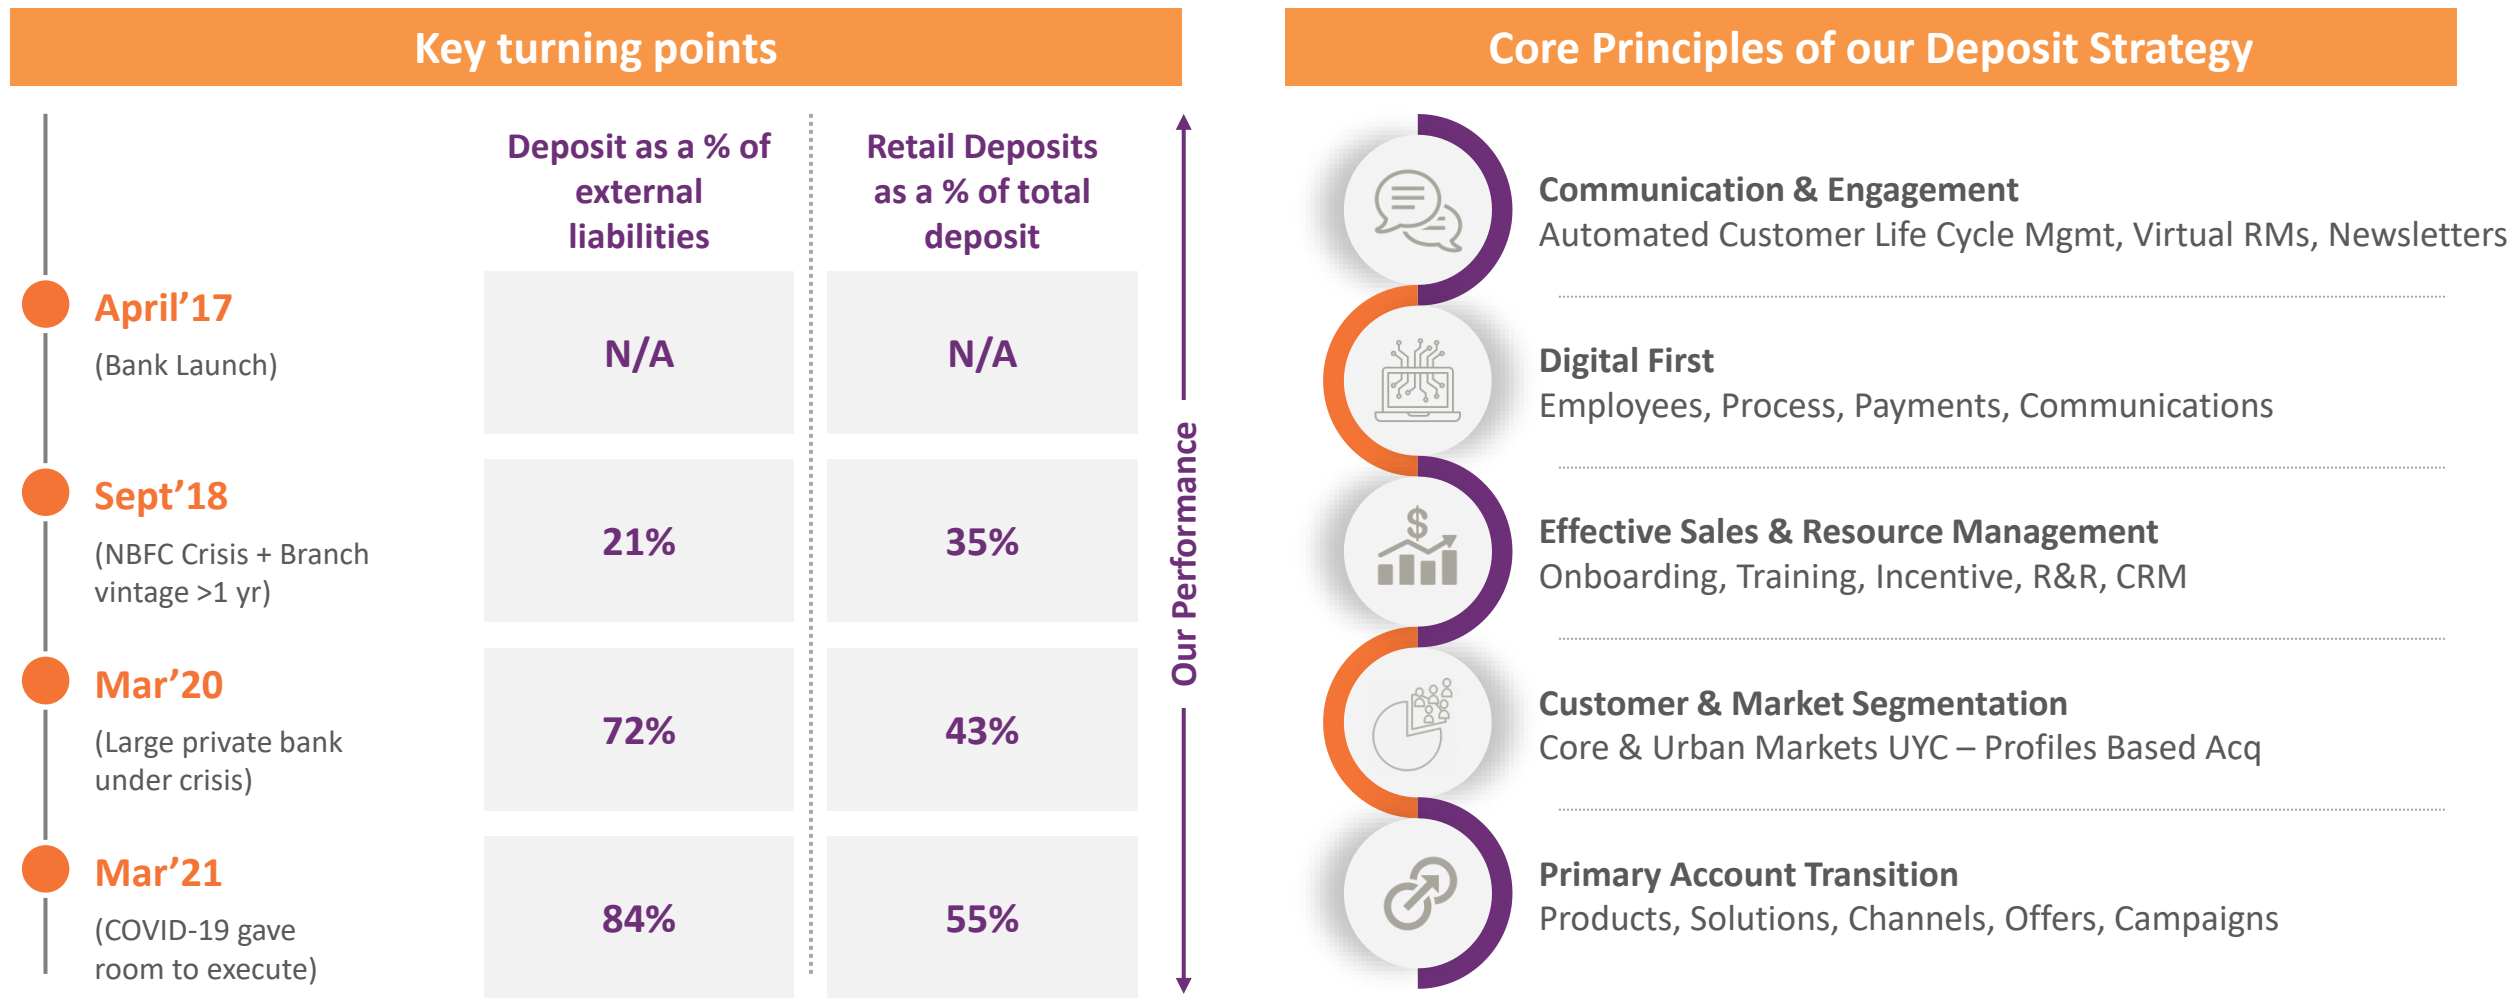 Key turning points
Deposit as a % of
external
liabilities
Retail Deposits
as a % of total
deposit
April’17
(Bank Launch)
N/A
N/A
Sept’18
(NBFC Crisis + Branch
vintage >1 yr)
21%
35%
Mar’20
(Large private bank
under crisis)
72%
43%
Mar’21
(COVID-19 gave
room to execute)
84%
55%
Our Performance
Core Principles of our Deposit Strategy
Communication & Engagement
Automated Customer Life Cycle Mgmt, Virtual RMs, Newsletters
Digital First
Employees, Process, Payments, Communications
$
Effective Sales & Resource Management
Onboarding, Training, Incentive, R&R, CRM
Customer & Market Segmentation
Core & Urban Markets UYC – Profiles Based Acq
Primary Account Transition
Products, Solutions, Channels, Offers, Campaigns